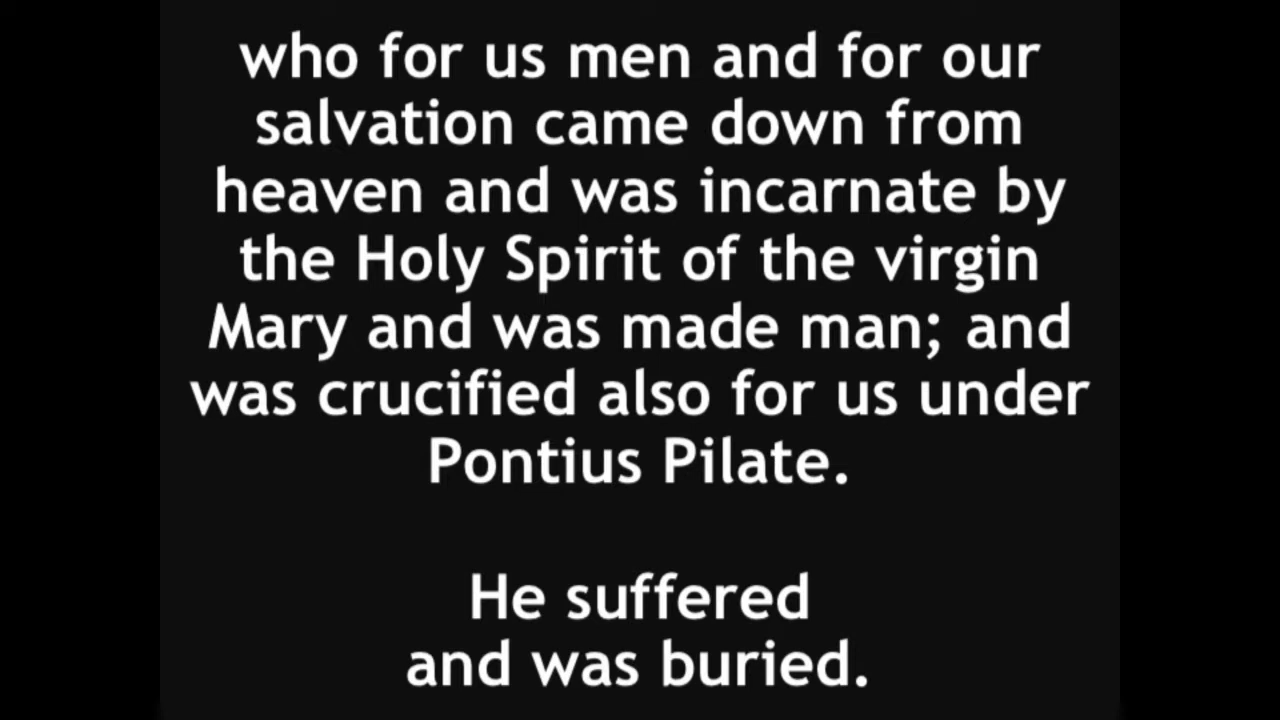 who for us men and for our
salvation came down from
heaven and was incarnate by
the Holy Spirit of the virgin
Mary and was made man; and
was crucified also for us under
Pontius Pilate.
He suffered
and was buried.